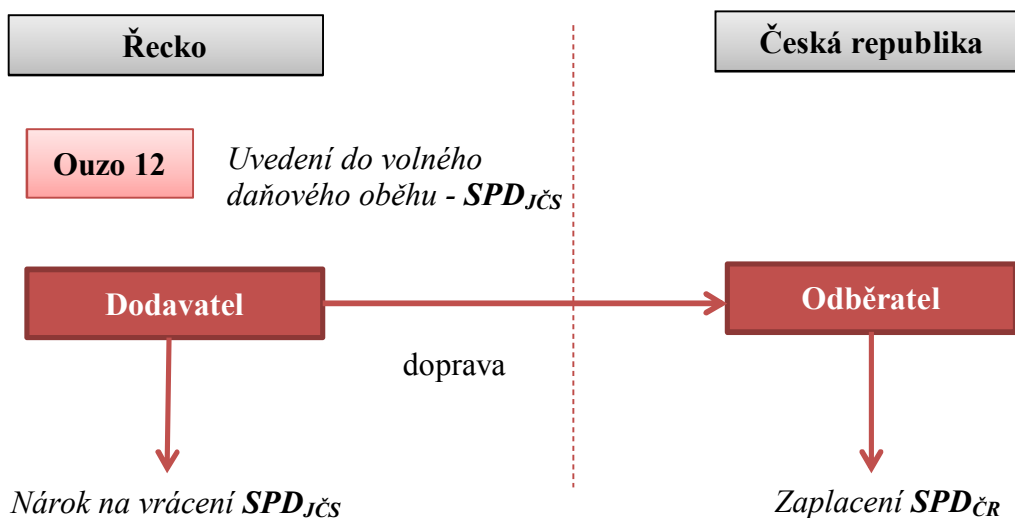 Řecko
Česká republika
Ouzo 12
Uvedení do volného
daňového oběhu - SPDJČS
Dodavatel
Odběratel
doprava
Nárok na vrácení SPDJČS
Zaplacení SPDČR